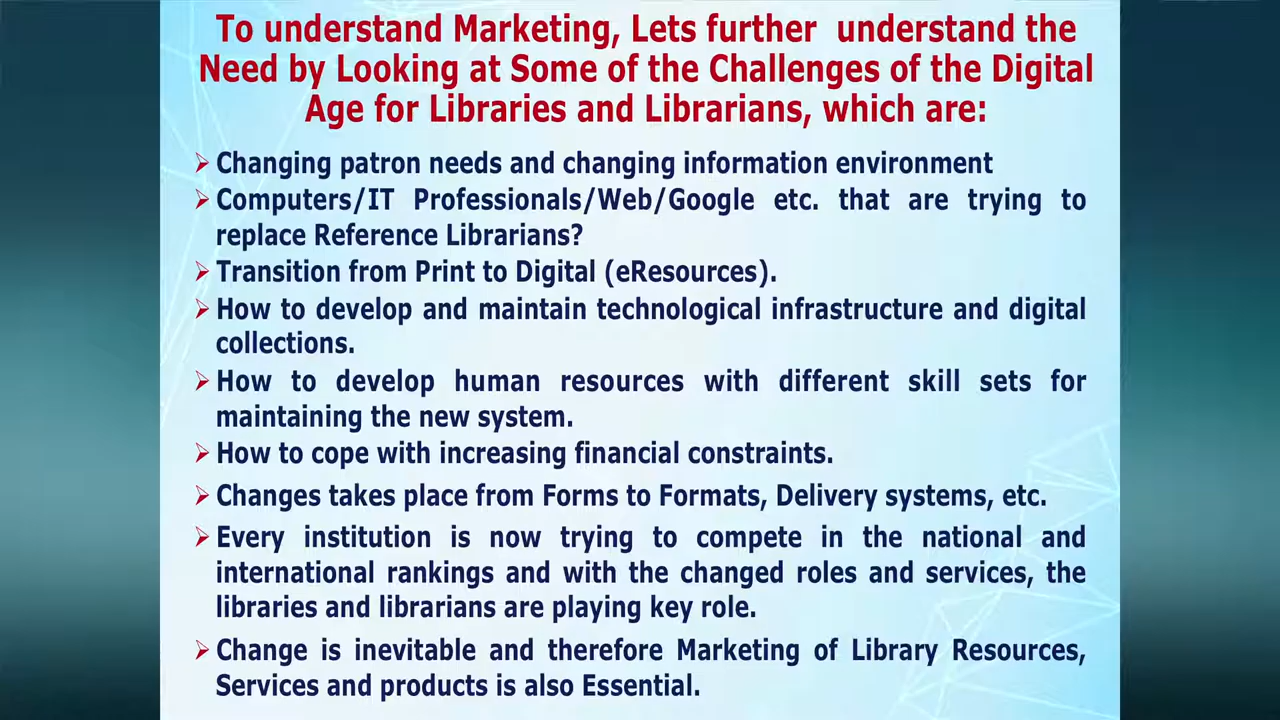 To understand Marketing, Lets further understand the
Need by Looking at Some of the Challenges of the Digital
Age for Libraries and Librarians, which are:
➢Changing patron needs and changing information environment
➢Computers/IT Professionals/Web/Google etc. that are trying to
replace Reference Librarians?
➢Transition from Print to Digital (eResources).
➢How to develop and maintain technological infrastructure and digital
collections.
➢How to develop human resources with different skill sets for
maintaining the new system.
➢How to cope with increasing financial constraints.
➢Changes takes place from Forms to Formats, Delivery systems, etc.
➢Every institution is now trying to compete in the national and
international rankings and with the changed roles and services, the
libraries and librarians are playing key role.
➢Change is inevitable and therefore Marketing of Library Resources,
Services and products is also Essential.